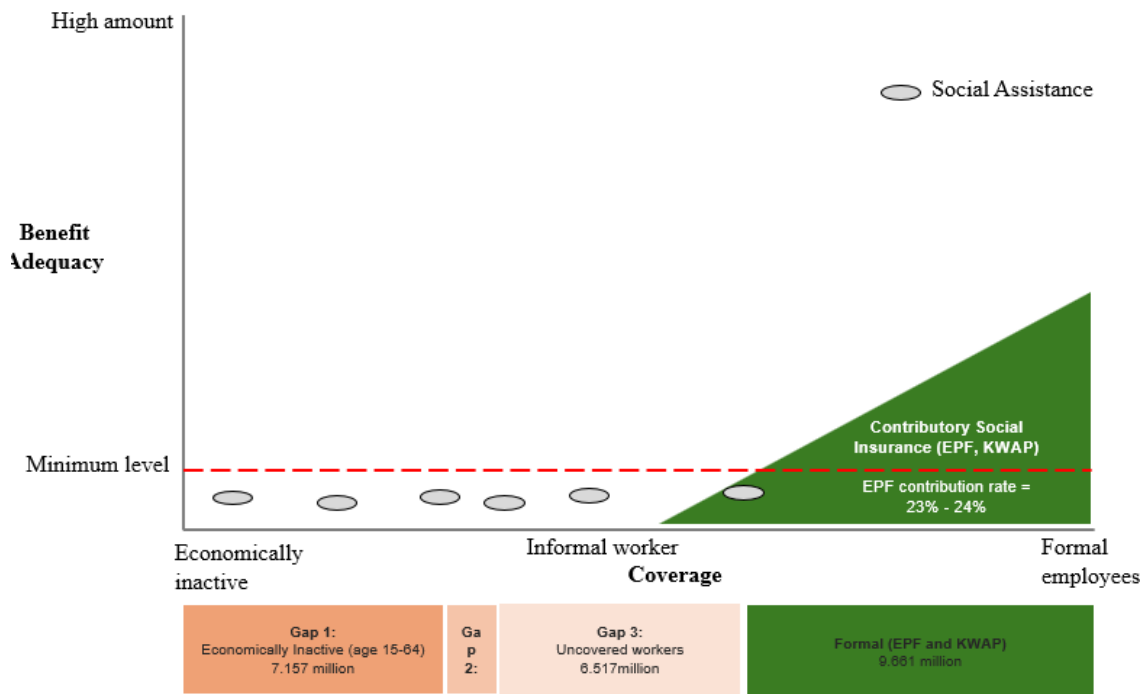 High amount
Social Assistance
Benefit
Adequacy
Contributory Social
Insurance (EPF, KWAP)
Minimum level
EPF contribution rate =
23% - 24%
Economically
inactive
Informal worker
Coverage
Formal
employees
Gap 1:
Economically Inactive (age 15-64)
7.157 million
Ga
p
2:
Gap 3:
Uncovered workers
6.517million
Formal (EPF and KWAP)
9.661 million